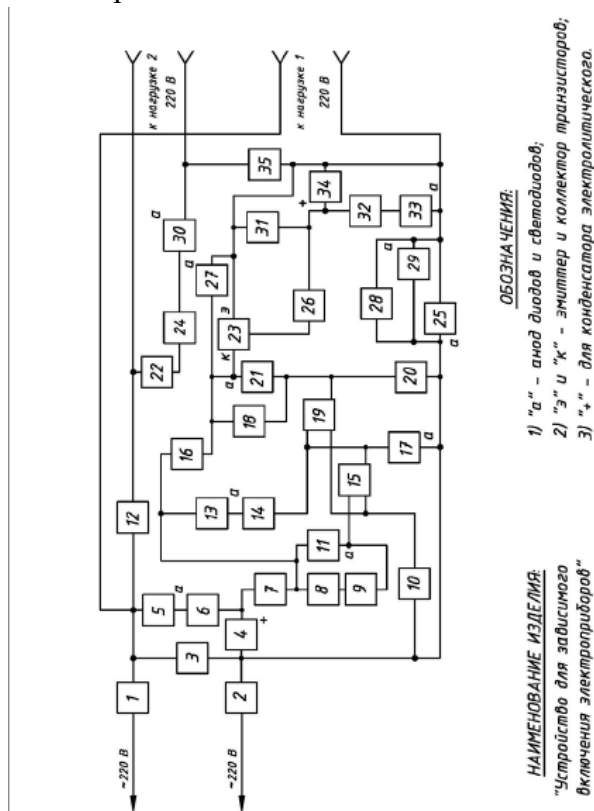 ~220 В
~220 В
1
2
3
4
+
5
а
6
7
8
9
10
11
а
12
13
а
14
15
16
17
а
18
19
20
21
а
22
23
к
э
24
25
а
26
27
а
28
29
а
30
а
31
32
33
а
34
+
35
к нагрузке 2
220 В
к нагрузке 1
220 В
НАИМЕНОВАНИЕ ИЗДЕЛИЯ:
"Устройство для зависимого
включения электроприборов"
ОБОЗНАЧЕНИЯ:
1) "а" – анод диодов и светодиодов;
2) "э" и "к" – эмиттер и коллектор транзисторов;
3) "+" – для конденсатора электролитического.